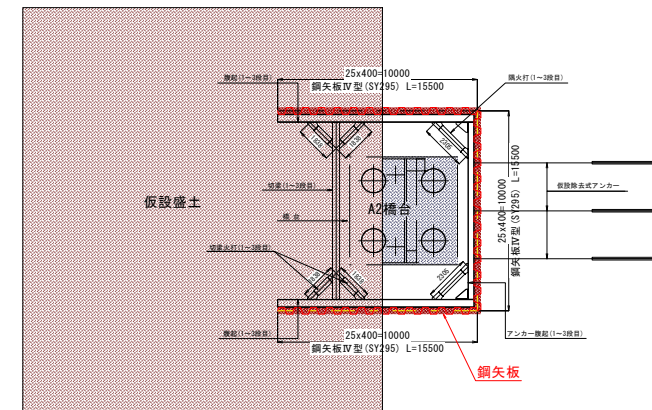 25x400=10000
鋼矢板Ⅳ型(SY295) L=15500
腹起(1~3段目)
隅火打(1~3段目)
切梁(1~3段目)
仮設盛土
橋台
A2橋台
仮設除去式アンカー
25x400=10000
鋼矢板Ⅳ型(SY295) L=15500
切梁火打(1~3段目)
2305
2305
腹起(1~3段目)
25x400=10000
鋼矢板Ⅳ型(SY295) L=15500
アンカー腹起(1~3段目)
鋼矢板